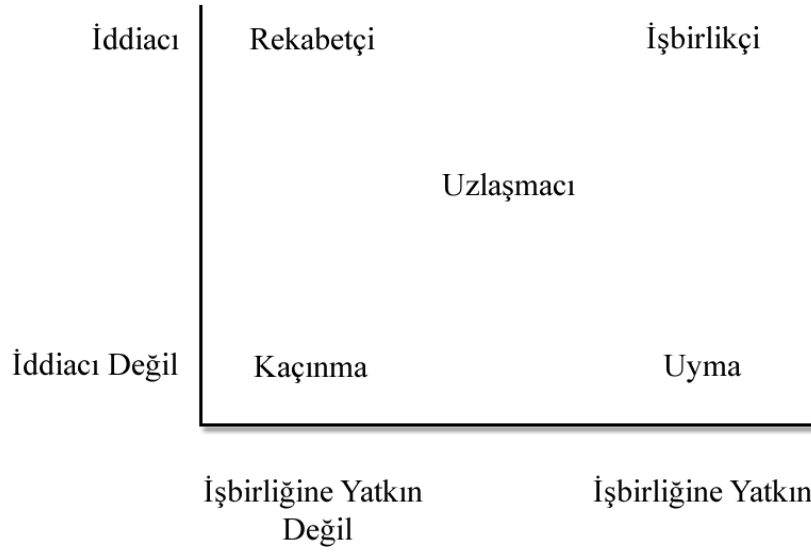 İddiacı
Rekabetçi
İşbirlikçi
Uzlaşmacı
İddiacı Değil
Kaçınma
Uyma
İşbirliğine Yatkın
Değil
İşbirliğine Yatkın